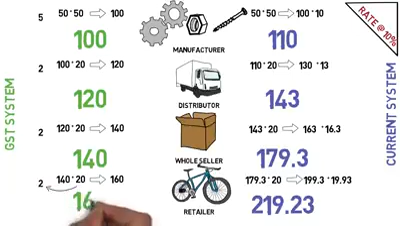 RATE @ 10%
5 50+50 ⇒ 100 50+50 ⇒ 100+10
100 110
MANUFACTURER
2 100+20 ⇒ 120 110+20 ⇒ 130+13
120 143
DISTRIBUTOR
2 120+20 ⇒ 140 143+20 ⇒ 163+16.3
140 179.3
WHOLE SELLER
2 140+20 ⇒ 160 179.3+20 ⇒ 199.3+19.93
16 219.23
RETAILER
GST SYSTEM
CURRENT SYSTEM